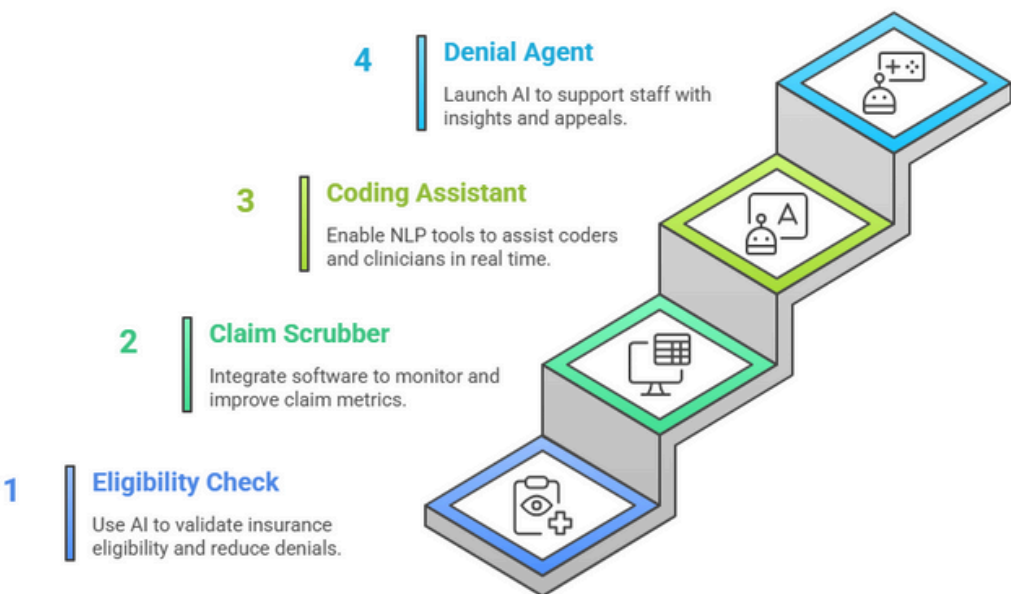 4
Denial Agent
Launch AI to support staff with
insights and appeals.
3
Coding Assistant
Enable NLP tools to assist coders
and clinicians in real time.
A
2
Claim Scrubber
Integrate software to monitor and
improve claim metrics.
1
Eligibility Check
Use AI to validate insurance
eligibility and reduce denials.